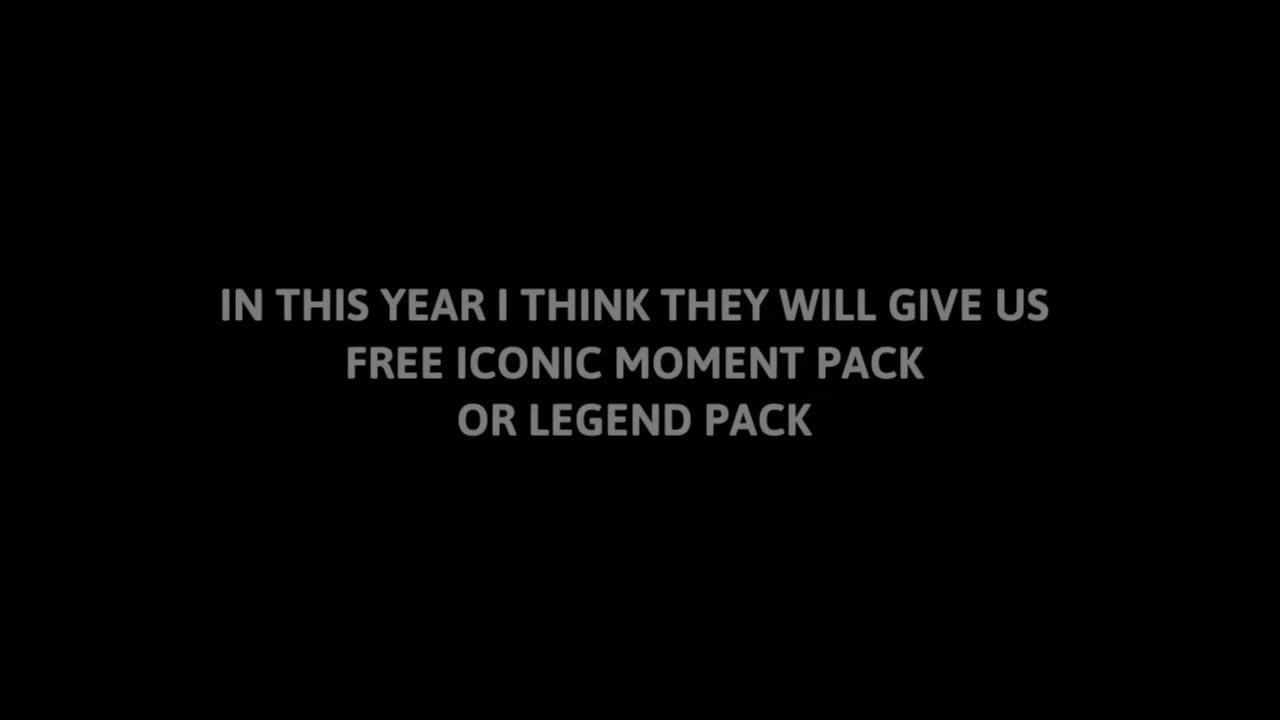 IN THIS YEAR I THINK THEY WILL GIVE US
FREE ICONIC MOMENT PACK
OR LEGEND PACK